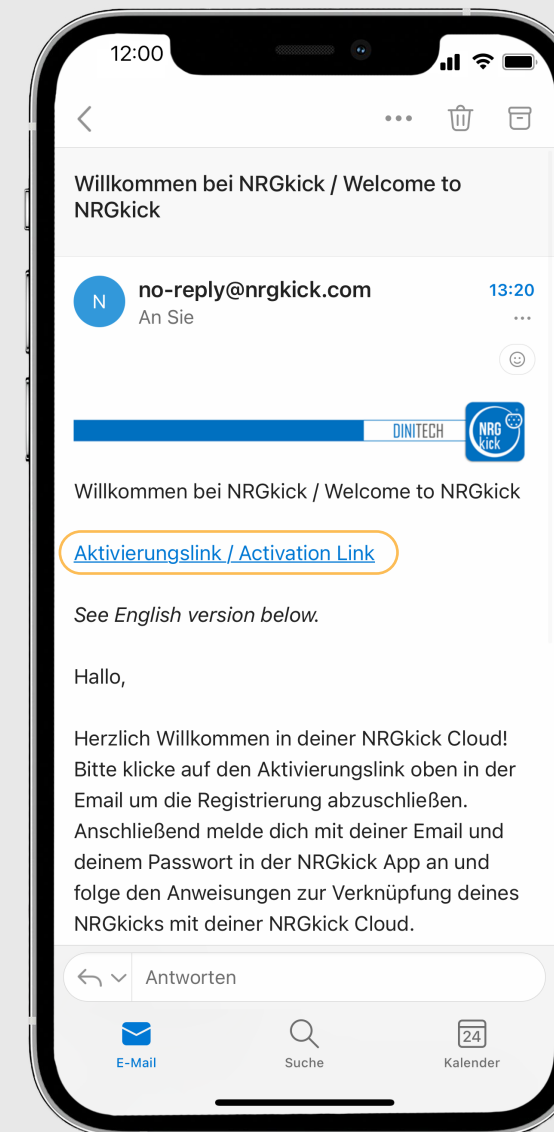 12:00
Willkommen bei NRGkick / Welcome to
NRGkick
N
no-reply@nrgkick.com
13:20
An Sie
DINITECH
NRG
kick
Willkommen bei NRGkick / Welcome to NRGkick
Aktivierungslink / Activation Link
See English version below.
Hallo,
Herzlich Willkommen in deiner NRGkick Cloud!
Bitte klicke auf den Aktivierungslink oben in der
Email um die Registrierung abzuschließen.
Anschließend melde dich mit deiner Email und
deinem Passwort in der NRGkick App an und
folge den Anweisungen zur Verknüpfung deines
NRGkicks mit deiner NRGkick Cloud.
Antworten
E-Mail
Suche
24
Kalender